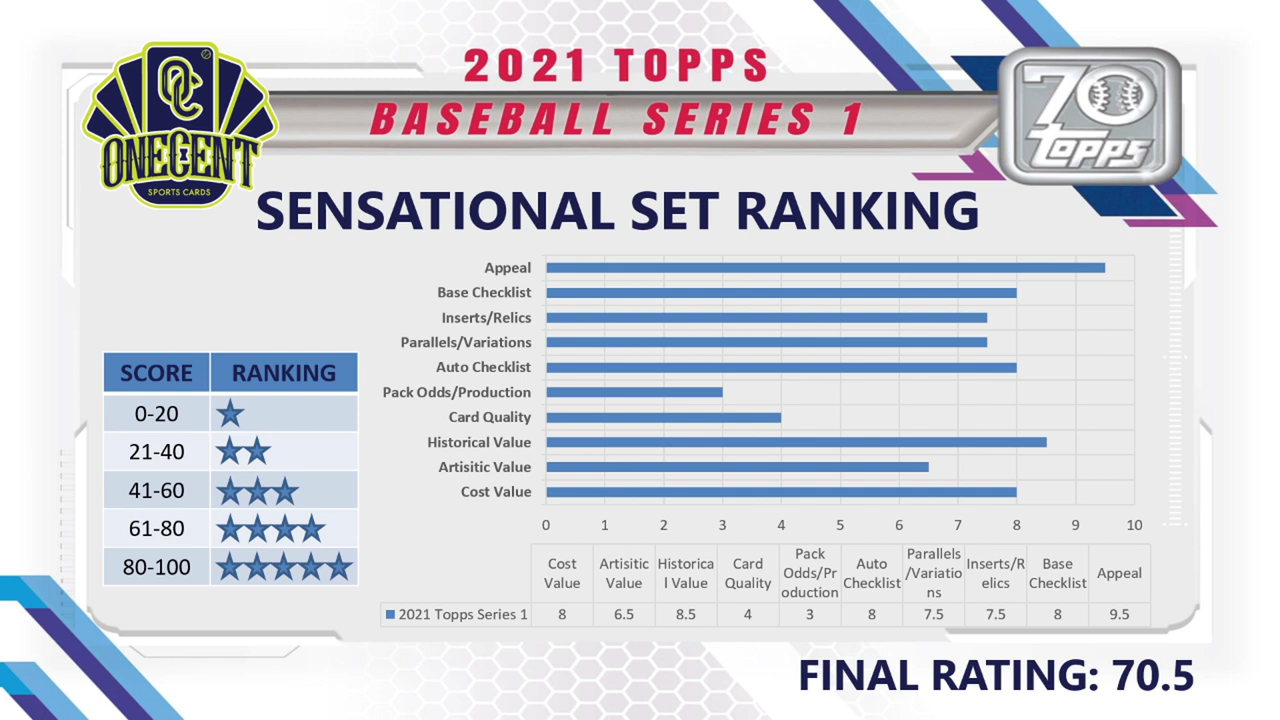 2021 TOPPS
BASEBALL SERIES 1
OC
ONECENT
SPORTS CARDS
70
topps
SENSATIONAL SET RANKING
SCORE RANKING
0-20
21-40
41-60
61-80
80-100
Appeal
Base Checklist
Inserts/Relics
Parallels/Variations
Auto Checklist
Pack Odds/Production
Card Quality
Historical Value
Artisitic Value
Cost Value
0 1 2 3 4 5 6 7 8 9 10
Cost
Value
Artisitic
Value
Historica
l Value
Card
Quality
Pack
Odds/Pr
oduction
Auto
Checklist
Parallels
/Variatio
ns
Inserts/R
elics
Base
Checklist
Appeal
2021 Topps Series 1 8 6.5 8.5 4 3 8 7.5 7.5 8 9.5
FINAL RATING: 70.5